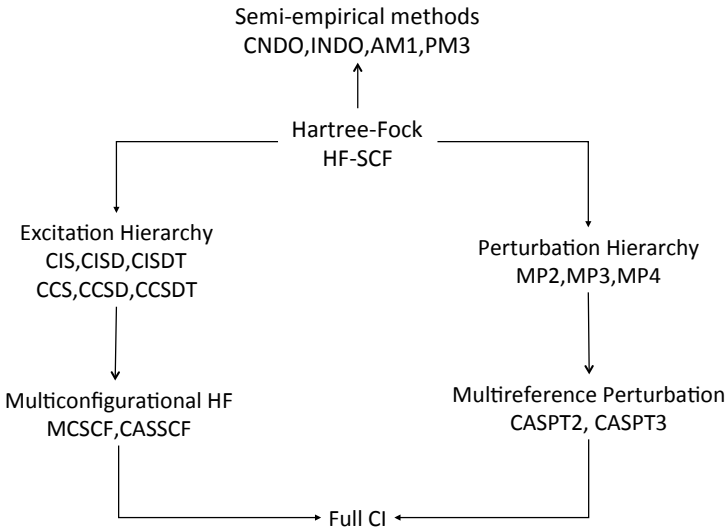 Semi-empirical methods
CNDO,INDO,AM1,PM3
Hartree-Fock
HF-SCF
Excitation Hierarchy
CIS,CISD,CISDT
CCS,CCSD,CCSDT
Perturbation Hierarchy
MP2,MP3,MP4
Multiconfigurational HF
MCSCF,CASSCF
Multireference Perturbation
CASPT2, CASPT3
Full CI